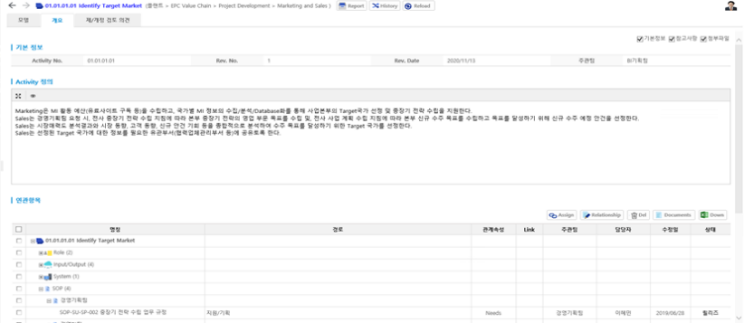 01.01.01.01 Identify Target Market (플랜트 > EPC Value Chain > Project Development > Marketing and Sales) Report History Reload
모델 개요 제/개정 검토 의견
기본정보 참고사항 첨부파일
기본 정보
Activity No. 01.01.01.01 Rev. No. 1 Rev. Date 2020/11/13 주관팀 화기획팀
Activity 정의
Marketing은 MI 활동 예산(유료사이트 구독 등)을 수립하고, 국가별 MI 정보의 수집/분석/Database화를 통해 사업본부의 Target국가 선정 및 중장기 전략 수립을 지원한다.
Sales는 경영기획팀 요청 시, 전사 중장기 전략 수립 지침에 따라 본부 중장기 전략의 영업 부문 목표를 수립 및, 전사 사업 계획 수립 지침에 따라 본부 신규 수주 목표를 수립하고 목표를 달성하기 위해 신규 수주 예정 안건을 선정한다.
Sales는 시장매력도 분석결과와 시장 동향, 고객 동향, 신규 안건 기회 등을 종합적으로 분석하여 수주 목표를 달성하기 위한 Target 국가를 선정한다.
Sales는 선정된 Target 국가에 대한 정보를 필요한 유관부서(협력업체관리부서 등)에 공유토록 한다.
연관항목
Assign Relationship Del Documents Down
명칭 경로 관계속성 Link 주관팀 담당자 수정일 상태
01.01.01.01 Identify Target Market
Role (2)
Input/Output (4)
System (1)
SOP (4)
경영기획팀
SOP-SU-SP-002 중장기 전략 수립 업무 규정 지원/기획 Needs 경영기획팀 이혜민 2019/08/28 릴리즈